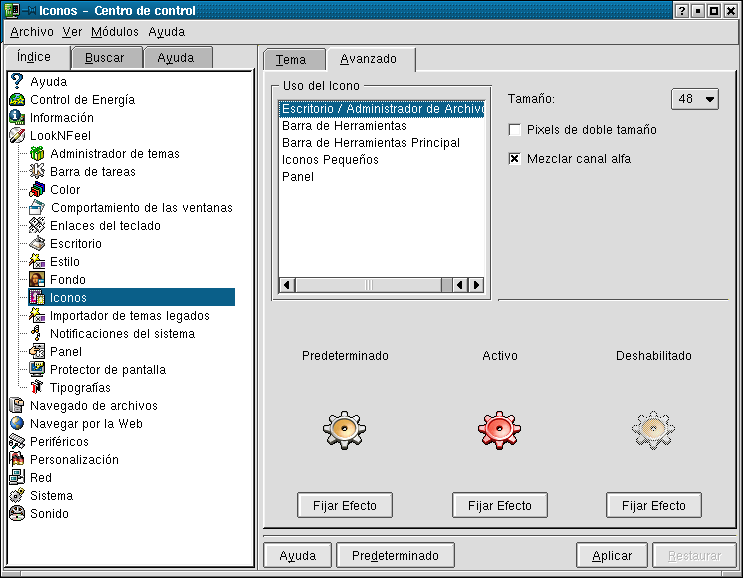 Iconos - Centro de control
Archivo Ver Módulos Ayuda
Índice Buscar Ayuda
Ayuda
Control de Energía
Información
LookNFeel
Administrador de temas
Barra de tareas
Color
Comportamiento de las ventanas
Enlaces del teclado
Escritorio
Estilo
Fondo
Iconos
Importador de temas legados
Notificaciones del sistema
Panel
Protector de pantalla
Tipografías
Navegado de archivos
Navegar por la Web
Periféricos
Personalización
Red
Sistema
Sonido
Tema Avanzado
Uso del Icono
Escritorio / Administrador de Archivo
Barra de Herramientas
Barra de Herramientas Principal
Iconos Pequeños
Panel
Tamaño: 48
Pixels de doble tamaño
Mezclar canal alfa
Predeterminado Activo Deshabilitado
Fijar Efecto Fijar Efecto Fijar Efecto
Ayuda Predeterminado Aplicar Restaurar